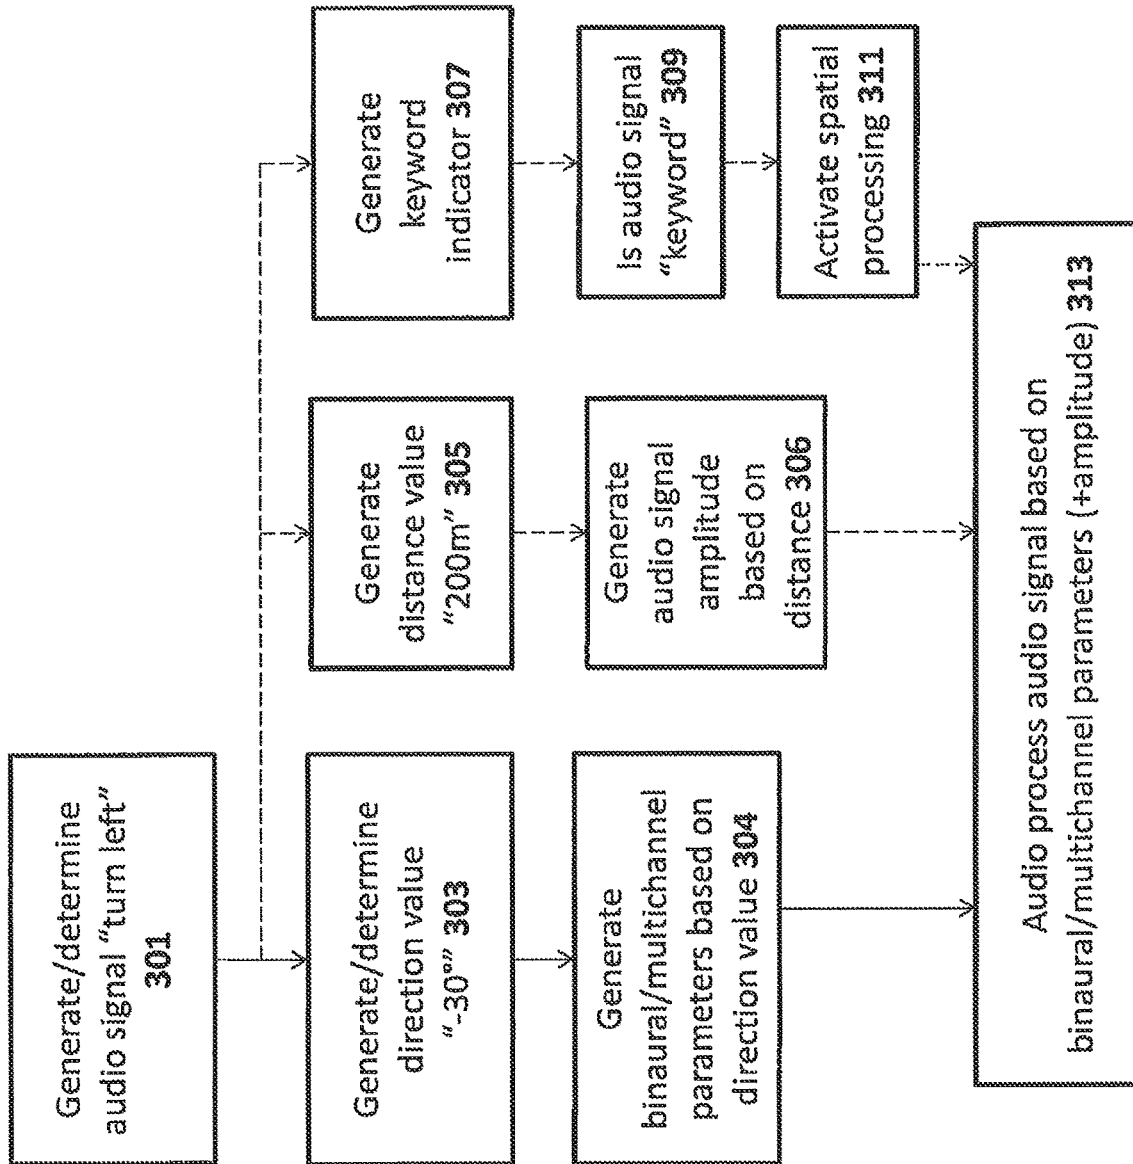 Generate/determine
audio signal “turn left”
301
Generate/determine
direction value
“-30°” 303
Generate
binaural/multichannel
parameters based on
direction value 304
Generate
distance value
“200m” 305
Generate
audio signal
amplitude
based on
distance 306
Generate
keyword
indicator 307
Is audio signal
“keyword” 309
Activate spatial
processing 311
Audio process audio signal based on
binaural/multichannel parameters (+amplitude) 313